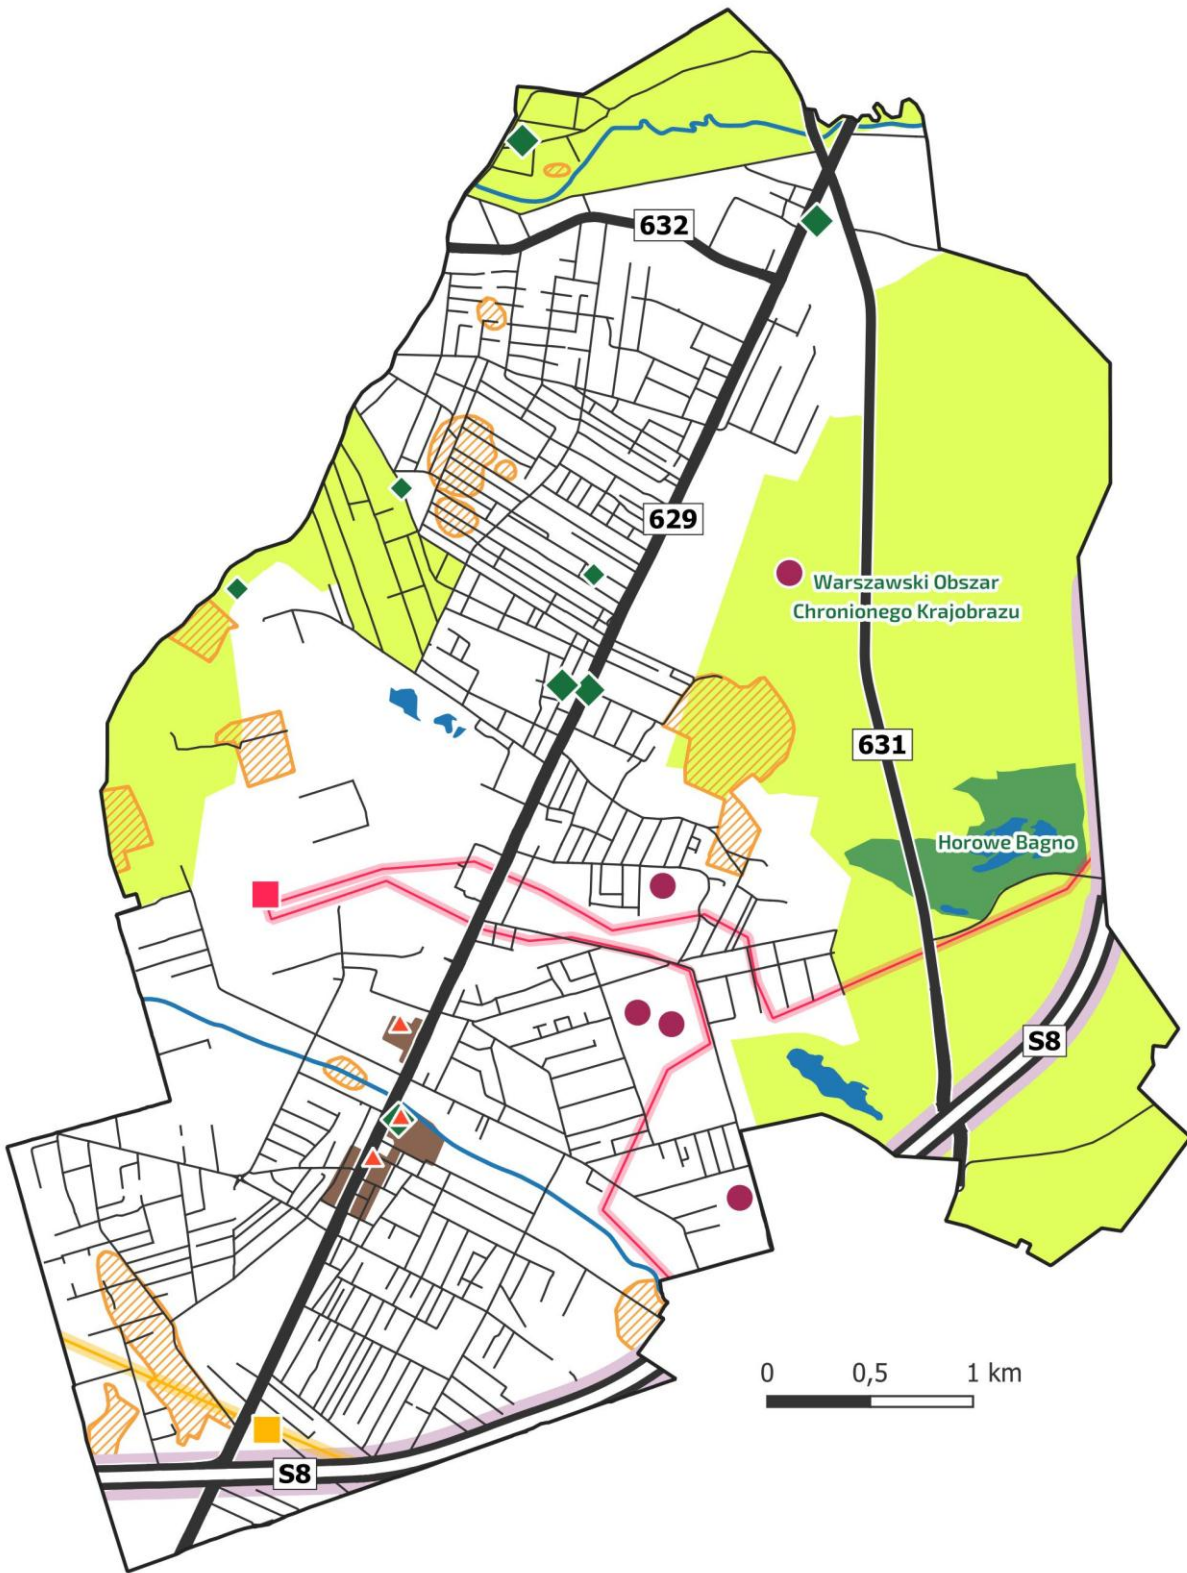 632
629
Warszawski Obszar
Chronionego Krajobrazu
631
Horowe Bagno
S8
0 0,5 1 km
S8